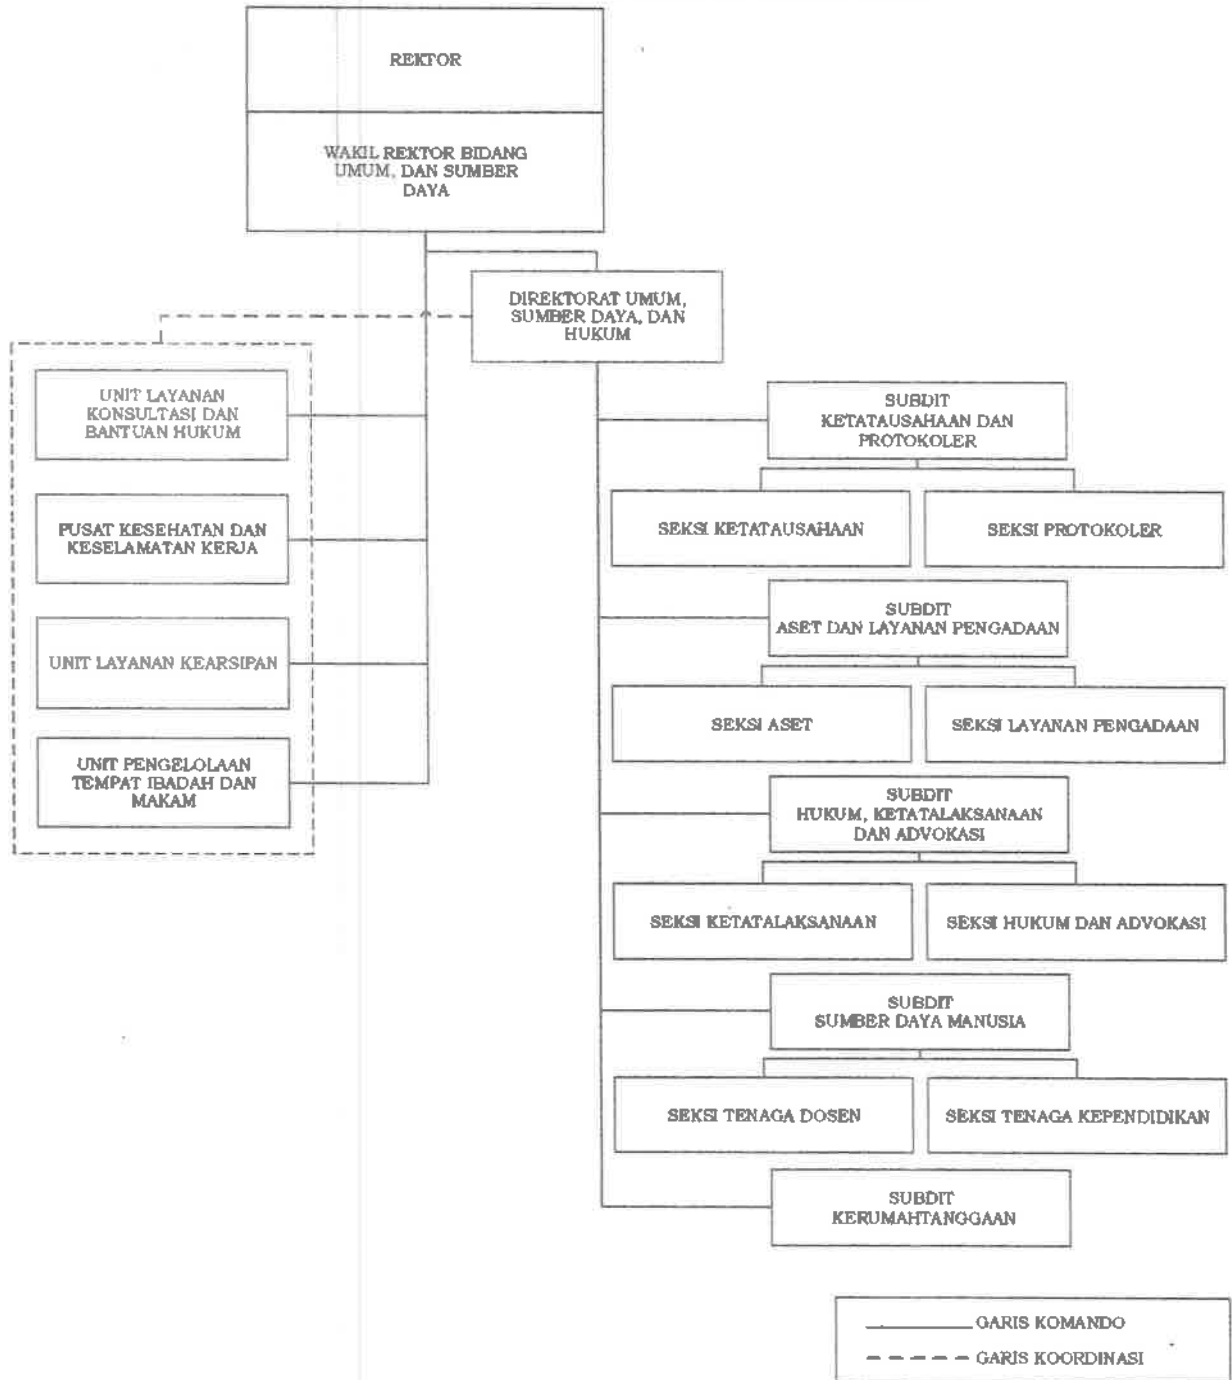 REKTOR
WAKIL REKTOR BIDANG
UMUM, DAN SUMBER
DAYA
DIREKTORAT UMUM,
SUMBER DAYA, DAN
HUKUM
UNIT LAYANAN
KONSULTASI DAN
BANTUAN HUKUM
PUSAT KESEHATAN DAN
KESELAMATAN KERJA
UNIT LAYANAN KEARSIPAN
UNIT PENGELOLAAN
TEMPAT IBADAH DAN
MAKAM
SUBDIT
KETATAUSAHAAN DAN
PROTOKOLER
SEKSI KETATAUSAHAAN
SEKSI PROTOKOLER
SUBDIT
ASET DAN LAYANAN PENGADAAN
SEKSI ASET
SEKSI LAYANAN PENGADAAN
SUBDIT
HUKUM, KETATALAKSANAAN
DAN ADVOKASI
SEKSI KETATALAKSANAAN
SEKSI HUKUM DAN ADVOKASI
SUBDIT
SUMBER DAYA MANUSIA
SEKSI TENAGA DOSEN
SEKSI TENAGA KEPENDIDIKAN
SUBDIT
KERUMAHTANGGAAN
GARIS KOMANDO
GARIS KOORDINASI